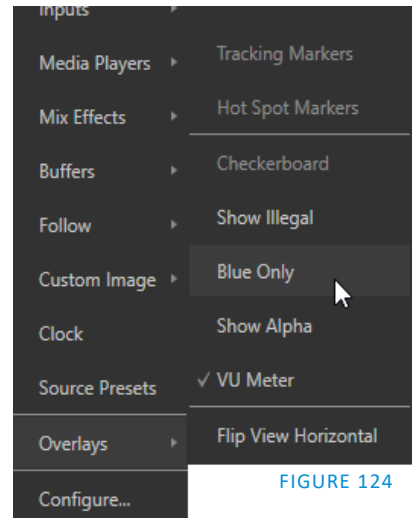 Inputs
Media Players
Mix Effects
Buffers
Follow
Custom Image
Clock
Source Presets
Overlays
Configure...
Tracking Markers
Hot Spot Markers
Checkerboard
Show Illegal
Blue Only
Show Alpha
✓ VU Meter
Flip View Horizontal
FIGURE 124